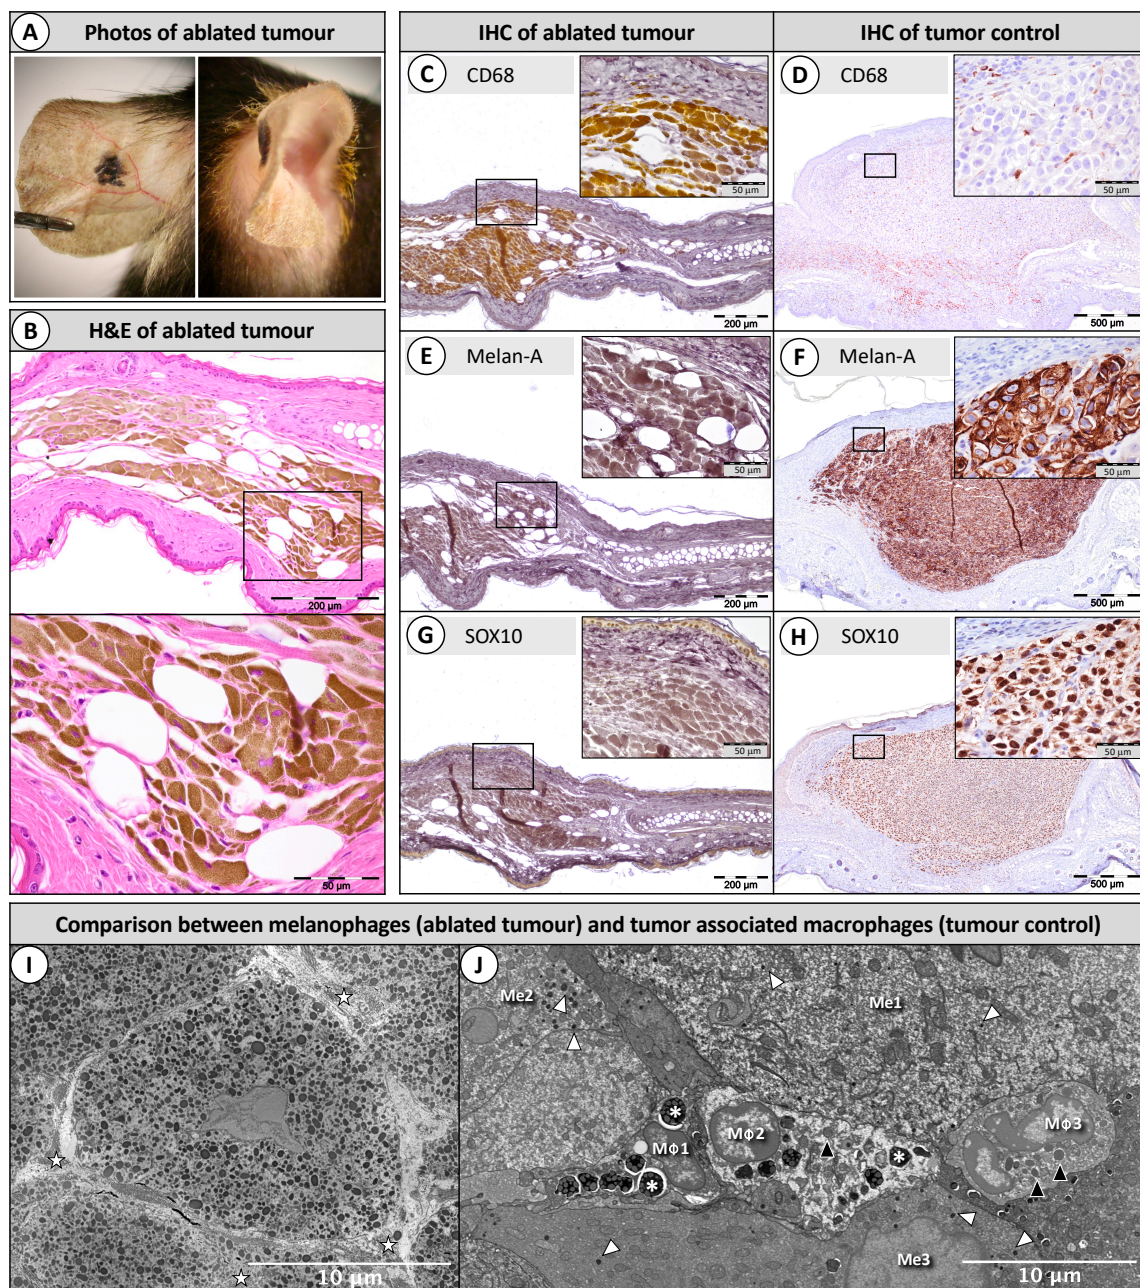 A Photos of ablated tumour
B H&E of ablated tumour
200 µm
50 µm
IHC of ablated tumour
IHC of tumor control
C CD68
50 µm
200 µm
D CD68
50 µm
500 µm
E Melan-A
50 µm
200 µm
F Melan-A
50 µm
500 µm
G SOX10
50 µm
200 µm
H SOX10
50 µm
500 µm
Comparison between melanophages (ablated tumour) and tumor associated macrophages (tumour control)
I
10 µm
J
Me2
Me1
*
MΦ1
MΦ2
*
MΦ3
*
Me3
10 µm